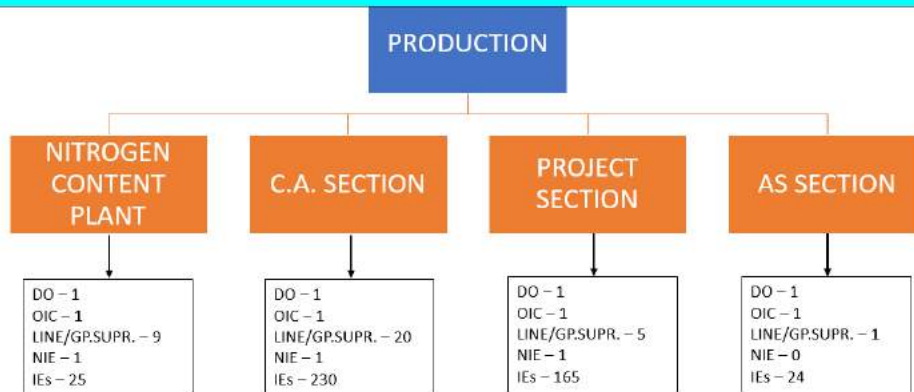 PRODUCTION
NITROGEN
CONTENT
PLANT
C.A. SECTION
PROJECT
SECTION
AS SECTION
DO – 1
OIC – 1
LINE/GP.SUPR. – 9
NIE – 1
IEs – 25
DO – 1
OIC – 1
LINE/GP.SUPR. – 20
NIE – 1
IEs – 230
DO – 1
OIC – 1
LINE/GP.SUPR. – 5
NIE – 1
IEs – 165
DO – 1
OIC – 1
LINE/GP.SUPR. – 1
NIE – 0
IEs – 24